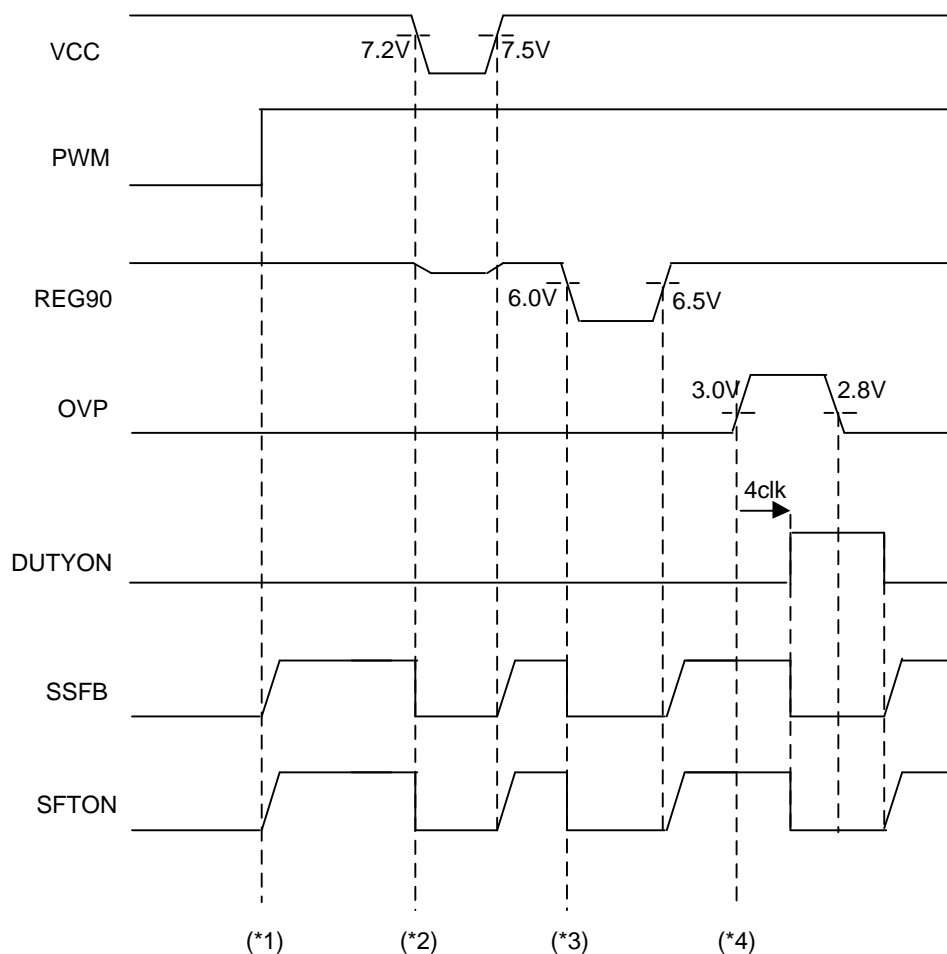 VCC
7.2V
7.5V
PWM
REG90
6.0V
6.5V
OVP
3.0V
2.8V
4clk
DUTYON
SSFB
SFTON
(*1)
(*2)
(*3)
(*4)